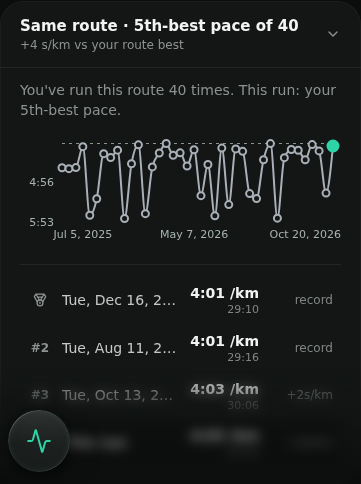 Same route · 5th-best pace of 40
+4 s/km vs your route best
You've run this route 40 times. This run: your
5th-best pace.
4:56
5:53
Jul 5, 2025 May 7, 2026 Oct 20, 2026
Tue, Dec 16, 2... 4:01 /km record
29:10
#2 Tue, Aug 11, 2... 4:01 /km record
29:16
#3 Tue, Oct 13, 2... 4:03 /km +2s/km
30:06